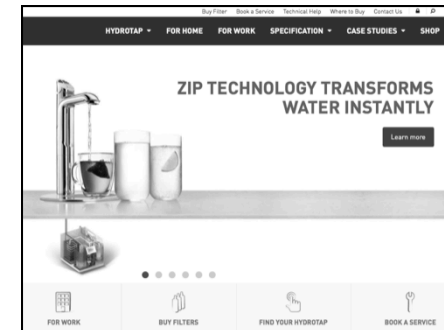 Buy Filter Book a Service Technical Help Where to Buy Contact Us
HYDROTAP FOR HOME FOR WORK SPECIFICATION CASE STUDIES SHOP
ZIP TECHNOLOGY TRANSFORMS
WATER INSTANTLY
Learn more
FOR WORK BUY FILTERS FIND YOUR HYDROTAP BOOK A SERVICE